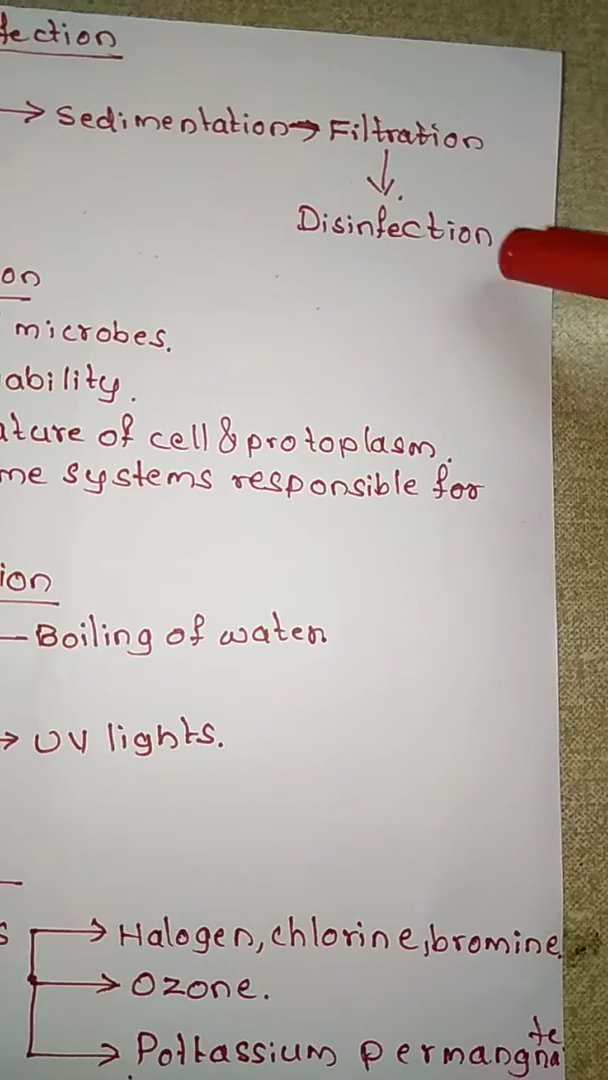 fection
→ Sedimentation → Filtration
↓
Disinfection
on
microbes.
ability.
ature of cell & protoplasm.
me systems responsible for
ion
— Boiling of water
→ UV lights.
s → Halogen, chlorine, bromine
→ Ozone.
→ Pottassium permangnate